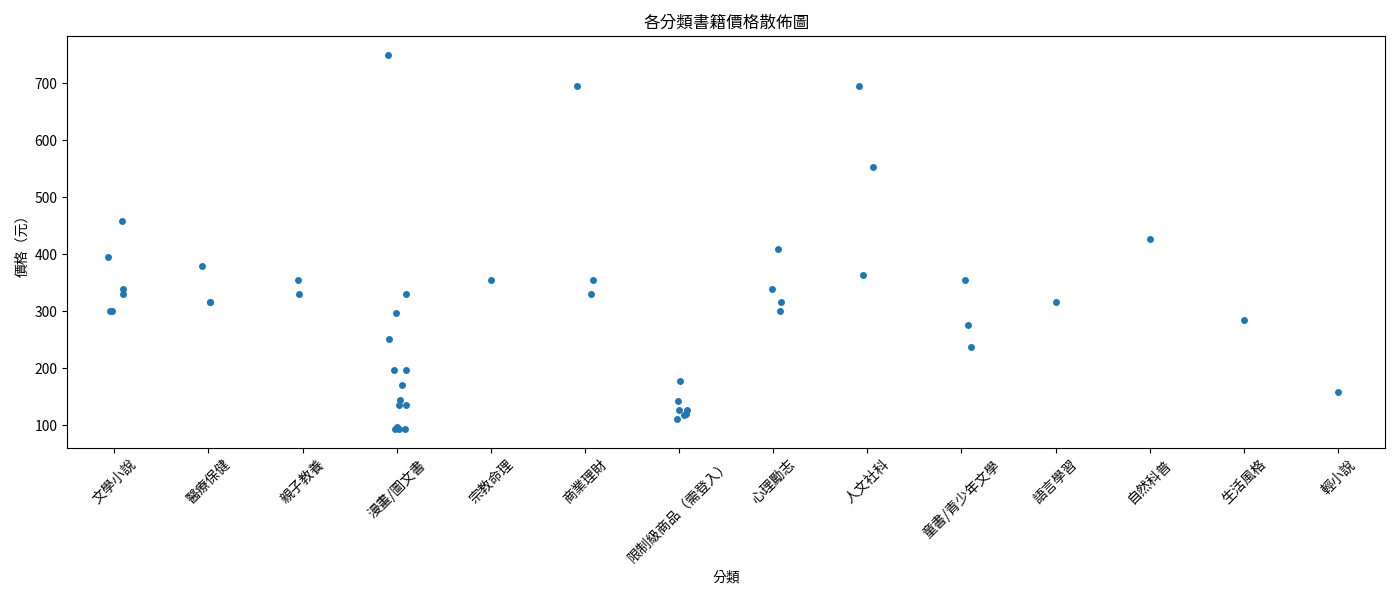 各分類書籍價格散佈圖
價格（元）
700
600
500
400
300
200
100
文學小說
醫療保健
親子教養
漫畫/圖文書
宗教命理
商業理財
限制級商品（需登入）
心理勵志
人文社科
童書/青少年文學
語言學習
自然科普
生活風格
輕小說
分類